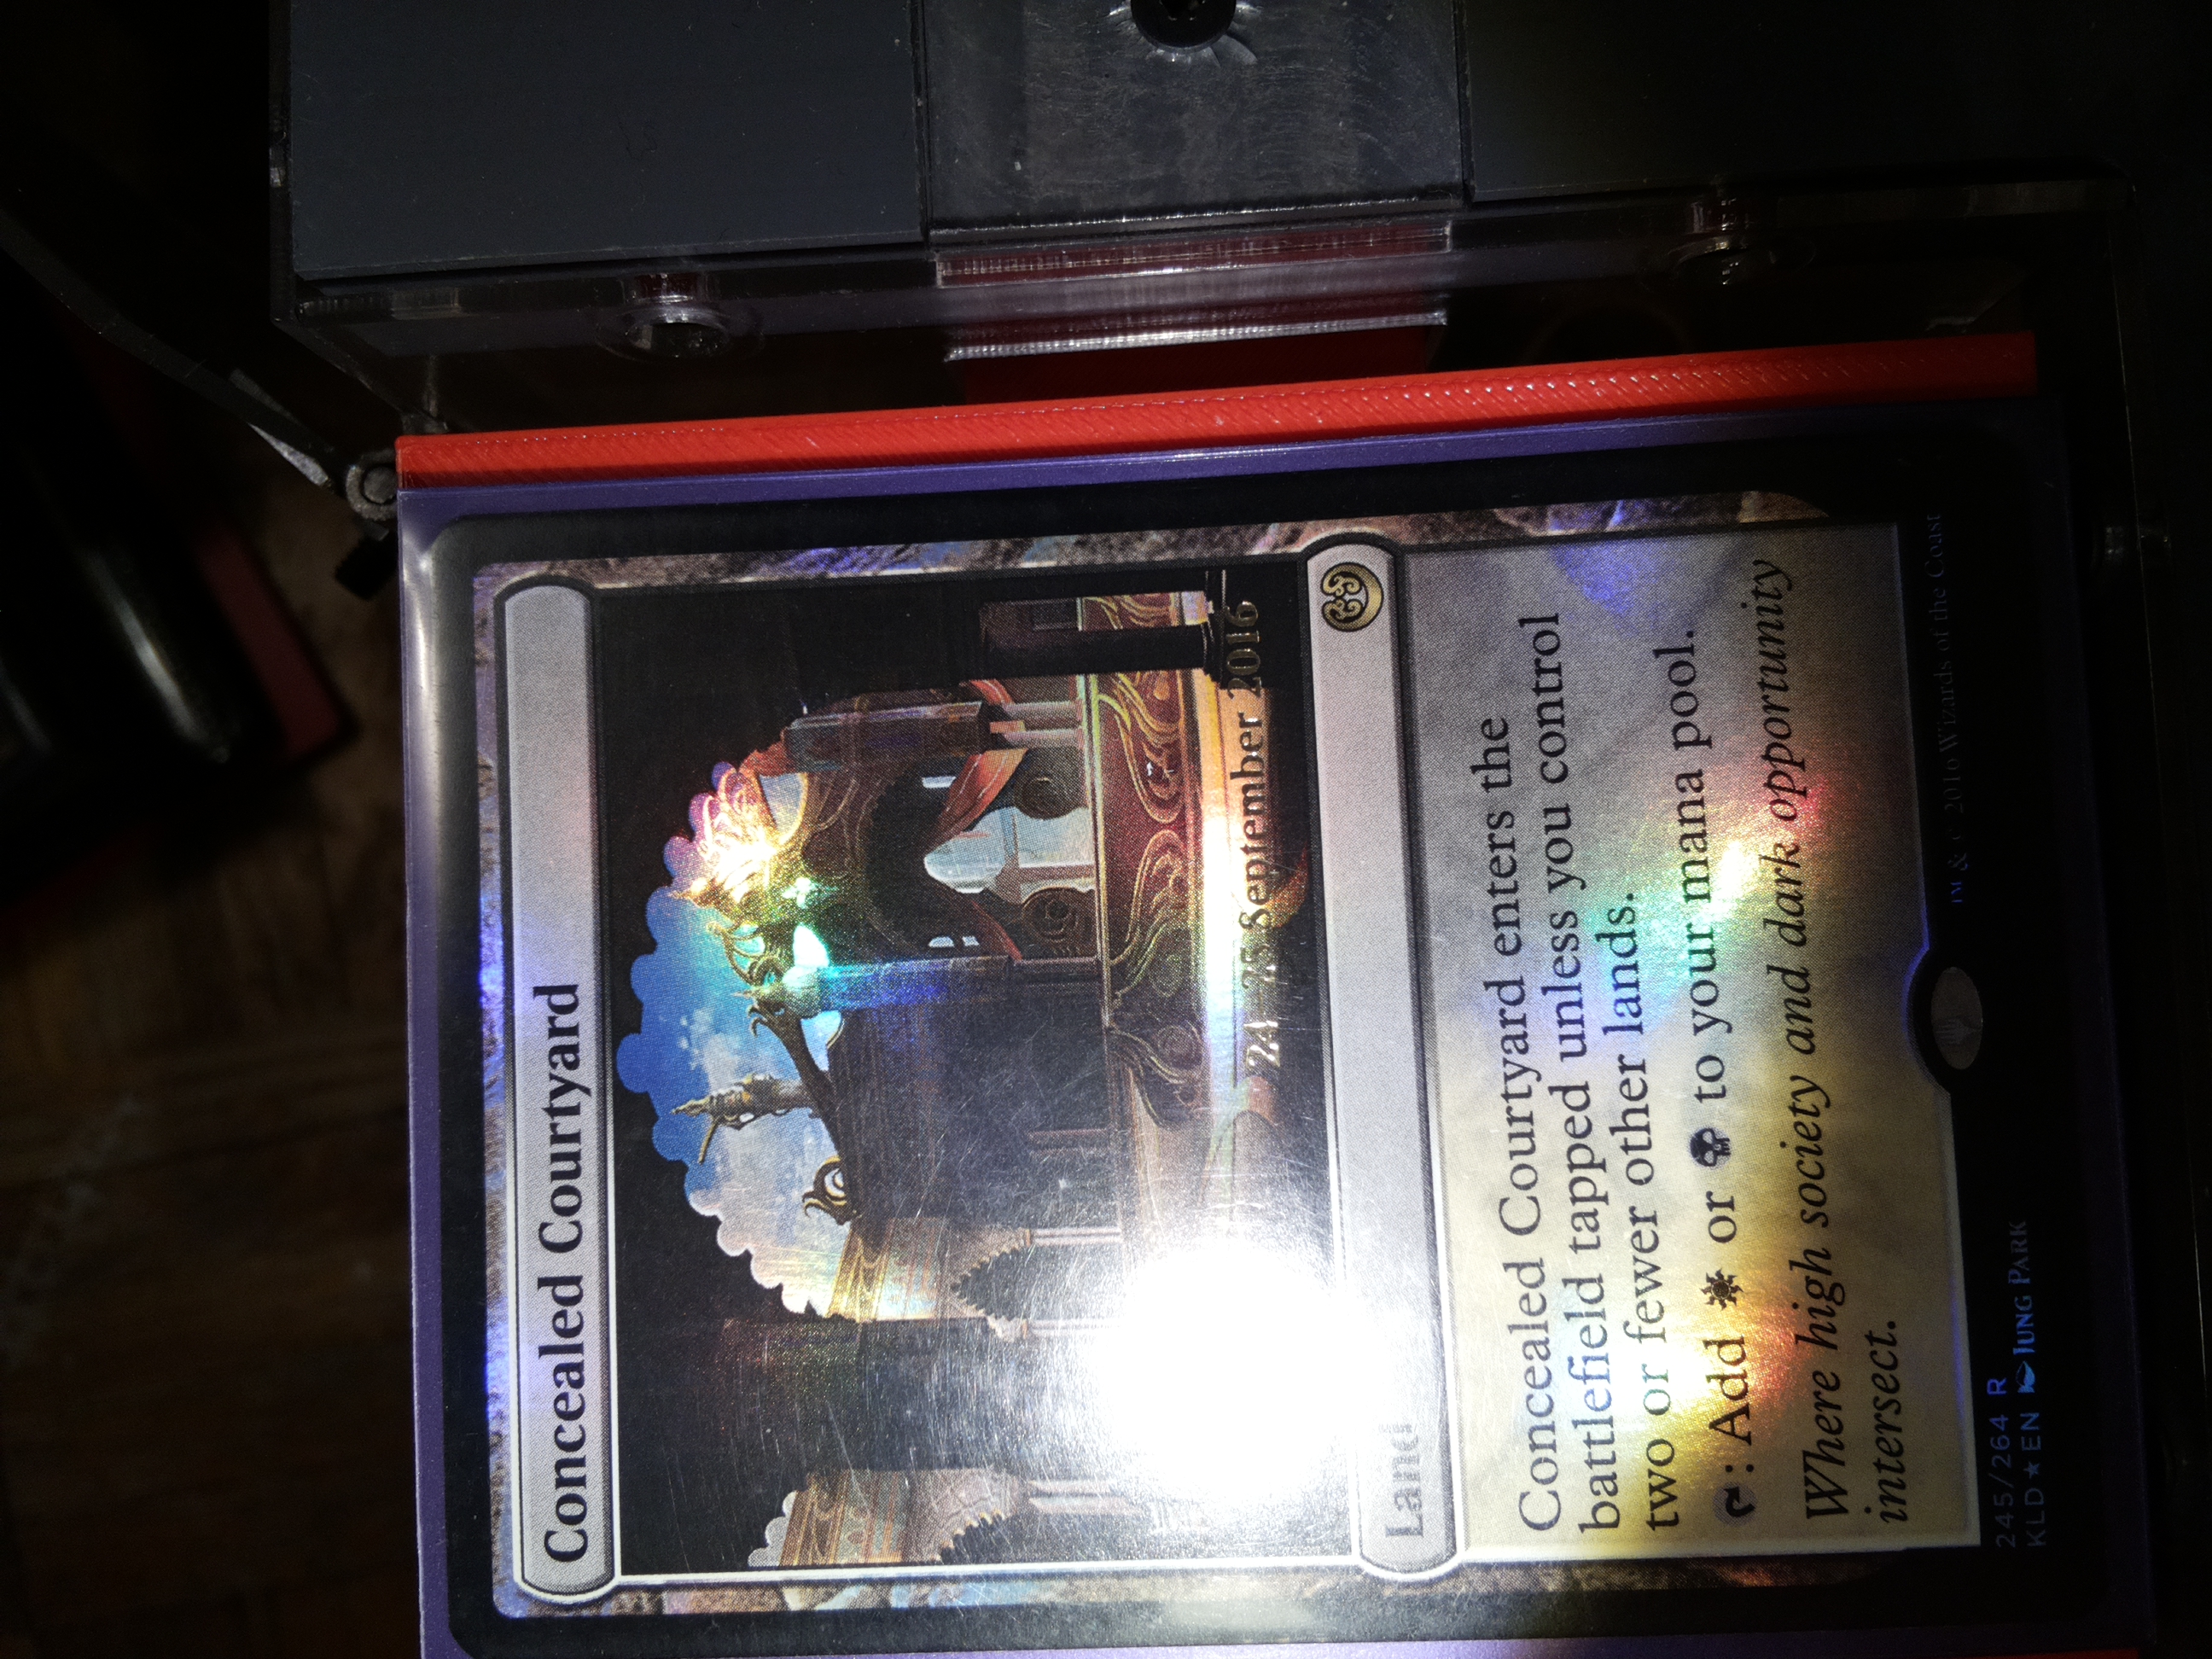 Concealed Courtyard
24–25 September 2016
Land
Concealed Courtyard enters the
battlefield tapped unless you control
two or fewer other lands.
: Add or to your mana pool.
Where high society and dark opportunity
intersect.
245/264 R
KLD★EN JUNG PARK
™ & © 2016 Wizards of the Coast